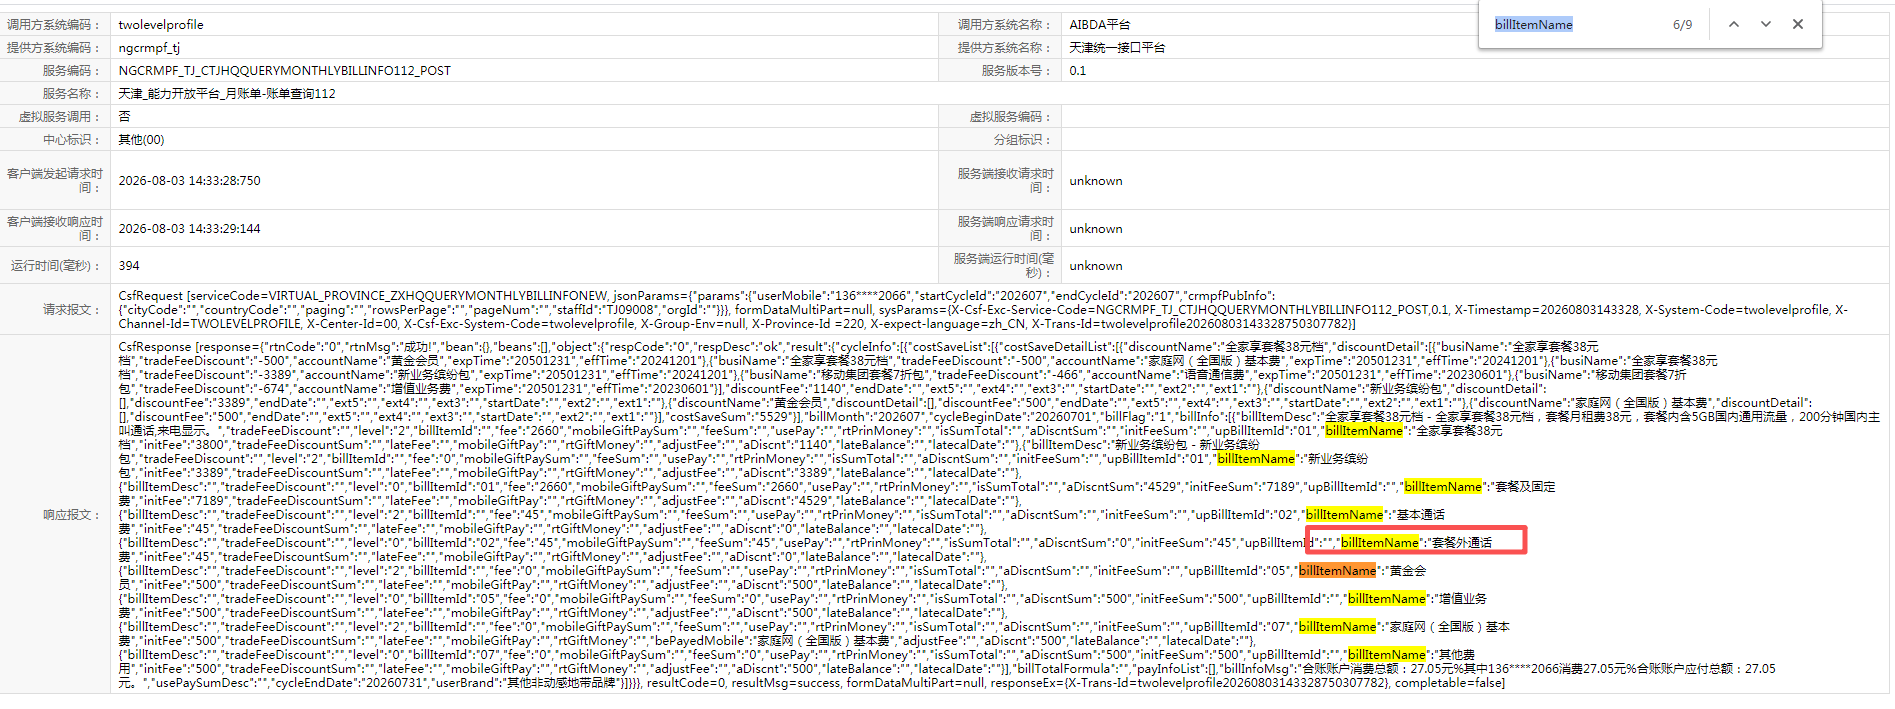 billItemName 6/9
调用方系统编码： twolevelprofile 调用方系统名称： AIBDA平台
提供方系统编码： ngcrmpf_tj 提供方系统名称： 天津统一接口平台
服务编码： NGCRMPF_TJ_CTJHQQUERYMONTHLYBILLINFO112_POST 服务版本号： 0.1
服务名称： 天津_能力开放平台_月账单-账单查询112
虚拟服务调用： 否 虚拟服务编码：
中心标识： 其他(00) 分组标识：
客户端发起请求时间： 2026-08-03 14:33:28:750 服务端接收请求时间： unknown
客户端接收响应时间： 2026-08-03 14:33:29:144 服务端响应请求时间： unknown
运行时间(毫秒)： 394 服务端运行时间(毫秒)： unknown
请求报文：
CsfRequest [serviceCode=VIRTUAL_PROVINCE_ZXHQQUERYMONTHLYBILLINFONEW, jsonParams={"params":{"userMobile":"136****2066","startCycleId":"202607","endCycleId":"202607","crmpfPubInfo":
{"cityCode":"","countryCode":"","paging":"","rowsPerPage":"","pageNum":"","staffId":"TJ09008","orgId":""}}}, formDataMultiPart=null, sysParams={X-Csf-Exc-Service-Code=NGCRMPF_TJ_CTJHQQUERYMONTHLYBILLINFO112_POST,0.1, X-Timestamp=20260803143328, X-System-Code=twolevelprofile, X-
Channel-Id=TWOLEVELPROFILE, X-Center-Id=00, X-Csf-Exc-System-Code=twolevelprofile, X-Group-Env=null, X-Province-Id =220, X-expect-language=zh_CN, X-Trans-Id=twolevelprofile20260803143328750307782}]
响应报文：
CsfResponse [response={"rtnCode":"0","rtnMsg":"成功!","bean":{},"beans":[],"object":{"respCode":"0","respDesc":"ok","result":{"cycleInfo":[{"costSaveList":[{"costSaveDetailList":[{"discountName":"全家享套餐38元档","discountDetail":[{"busiName":"全家享套餐38元
档","tradeFeeDiscount":"-500","accountName":"黄金会员","expTime":"20501231","effTime":"20241201"},{"busiName":"全家享套餐38元档","tradeFeeDiscount":"-500","accountName":"家庭网（全国版）基本费","expTime":"20501231","effTime":"20241201"},{"busiName":"全家享套餐38元
档","tradeFeeDiscount":"-3389","accountName":"新业务缤纷包","expTime":"20501231","effTime":"20241201"},{"busiName":"移动集团套餐7折包","tradeFeeDiscount":"-466","accountName":"语音通信费","expTime":"20501231","effTime":"20230601"},{"busiName":"移动集团套餐7折
包","tradeFeeDiscount":"-674","accountName":"增值业务费","expTime":"20501231","effTime":"20230601"}],"discountFee":"1140","endDate":"","ext5":"","ext4":"","ext3":"","startDate":"","ext2":"","ext1":""},{"discountName":"新业务缤纷包","discountDetail":
[],"discountFee":"3389","endDate":"","ext5":"","ext4":"","ext3":"","startDate":"","ext2":"","ext1":""},{"discountName":"黄金会员","discountDetail":[],"discountFee":"500","endDate":"","ext5":"","ext4":"","ext3":"","startDate":"","ext2":"","ext1":""},{"discountName":"家庭网（全国版）基本费","discountDetail":
[],"discountFee":"500","endDate":"","ext5":"","ext4":"","ext3":"","startDate":"","ext2":"","ext1":""}],"costSaveSum":"5529"}],"billMonth":"202607","cycleBeginDate":"20260701","billFlag":"1","billInfo":[{"billItemDesc":"全家享套餐38元档 - 全家享套餐38元档，套餐月租费38元，套餐内含5GB国内通用流量，200分钟国内主
叫通话,来电显示。","tradeFeeDiscount":"","level":"2","billItemId":"","fee":"2660","mobileGiftPaySum":"","feeSum":"","usePay":"","rtPrinMoney":"","isSumTotal":"","aDiscntSum":"","initFeeSum":"","upBillItemId":"01","billItemName":"全家享套餐38元
档","initFee":"3800","tradeFeeDiscountSum":"","lateFee":"","mobileGiftPay":"","rtGiftMoney":"","adjustFee":"","aDiscnt":"1140","lateBalance":"","latecalDate":""},{"billItemDesc":"新业务缤纷包 - 新业务缤纷
包","tradeFeeDiscount":"","level":"2","billItemId":"","fee":"0","mobileGiftPaySum":"","feeSum":"","usePay":"","rtPrinMoney":"","isSumTotal":"","aDiscntSum":"","initFeeSum":"","upBillItemId":"01","billItemName":"新业务缤纷
包","initFee":"3389","tradeFeeDiscountSum":"","lateFee":"","mobileGiftPay":"","rtGiftMoney":"","adjustFee":"","aDiscnt":"3389","lateBalance":"","latecalDate":""},
{"billItemDesc":"","tradeFeeDiscount":"","level":"0","billItemId":"01","fee":"2660","mobileGiftPaySum":"","feeSum":"2660","usePay":"","rtPrinMoney":"","isSumTotal":"","aDiscntSum":"4529","initFeeSum":"7189","upBillItemId":"","billItemName":"套餐及固定
费","initFee":"7189","tradeFeeDiscountSum":"","lateFee":"","mobileGiftPay":"","rtGiftMoney":"","adjustFee":"","aDiscnt":"4529","lateBalance":"","latecalDate":""},
{"billItemDesc":"","tradeFeeDiscount":"","level":"2","billItemId":"","fee":"45","mobileGiftPaySum":"","feeSum":"","usePay":"","rtPrinMoney":"","isSumTotal":"","aDiscntSum":"","initFeeSum":"","upBillItemId":"02","billItemName":"基本通话
费","initFee":"45","tradeFeeDiscountSum":"","lateFee":"","mobileGiftPay":"","rtGiftMoney":"","adjustFee":"","aDiscnt":"0","lateBalance":"","latecalDate":""},
{"billItemDesc":"","tradeFeeDiscount":"","level":"0","billItemId":"02","fee":"45","mobileGiftPaySum":"","feeSum":"45","usePay":"","rtPrinMoney":"","isSumTotal":"","aDiscntSum":"0","initFeeSum":"45","upBillItemId":"","billItemName":"套餐外通话
费","initFee":"45","tradeFeeDiscountSum":"","lateFee":"","mobileGiftPay":"","rtGiftMoney":"","adjustFee":"","aDiscnt":"0","lateBalance":"","latecalDate":""},
{"billItemDesc":"","tradeFeeDiscount":"","level":"2","billItemId":"","fee":"0","mobileGiftPaySum":"","feeSum":"","usePay":"","rtPrinMoney":"","isSumTotal":"","aDiscntSum":"","initFeeSum":"","upBillItemId":"05","billItemName":"黄金会
员","initFee":"500","tradeFeeDiscountSum":"","lateFee":"","mobileGiftPay":"","rtGiftMoney":"","adjustFee":"","aDiscnt":"500","lateBalance":"","latecalDate":""},
{"billItemDesc":"","tradeFeeDiscount":"","level":"0","billItemId":"05","fee":"0","mobileGiftPaySum":"","feeSum":"0","usePay":"","rtPrinMoney":"","isSumTotal":"","aDiscntSum":"500","initFeeSum":"500","upBillItemId":"","billItemName":"增值业务
费","initFee":"500","tradeFeeDiscountSum":"","lateFee":"","mobileGiftPay":"","rtGiftMoney":"","adjustFee":"","aDiscnt":"500","lateBalance":"","latecalDate":""},
{"billItemDesc":"","tradeFeeDiscount":"","level":"2","billItemId":"","fee":"0","mobileGiftPaySum":"","feeSum":"","usePay":"","rtPrinMoney":"","isSumTotal":"","aDiscntSum":"","initFeeSum":"","upBillItemId":"07","billItemName":"家庭网（全国版）基本
费","initFee":"500","tradeFeeDiscountSum":"","lateFee":"","mobileGiftPay":"","rtGiftMoney":"","bePayedMobile":"家庭网（全国版）基本费","adjustFee":"","aDiscnt":"500","lateBalance":"","latecalDate":""},
{"billItemDesc":"","tradeFeeDiscount":"","level":"0","billItemId":"07","fee":"0","mobileGiftPaySum":"","feeSum":"0","usePay":"","rtPrinMoney":"","isSumTotal":"","aDiscntSum":"500","initFeeSum":"500","upBillItemId":"","billItemName":"其他费
用","initFee":"500","tradeFeeDiscountSum":"","lateFee":"","mobileGiftPay":"","rtGiftMoney":"","adjustFee":"","aDiscnt":"500","lateBalance":"","latecalDate":""}],"billTotalFormula":"","payInfoList":[],"billInfoMsg":"合账账户消费总额：27.05元%其中136****2066消费27.05元%合账账户应付总额：27.05
元。","usePaySumDesc":"","cycleEndDate":"20260731","userBrand":"其他非动感地带品牌"}]}}}, resultCode=0, resultMsg=success, formDataMultiPart=null, responseEx={X-Trans-Id=twolevelprofile20260803143328750307782}, completable=false]